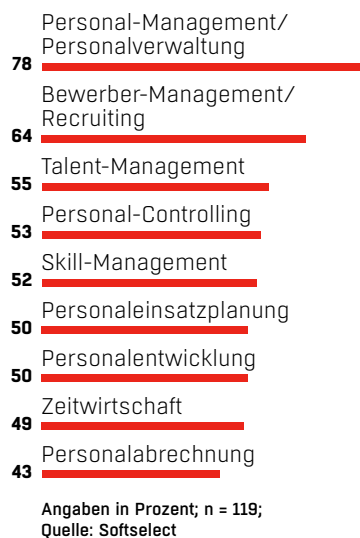 Personal-Management/
Personalverwaltung
78
Bewerber-Management/
Recruiting
64
Talent-Management
55
Personal-Controlling
53
Skill-Management
52
Personaleinsatzplanung
50
Personalentwicklung
50
Zeitwirtschaft
49
Personalabrechnung
43
Angaben in Prozent; n = 119;
Quelle: Softselect